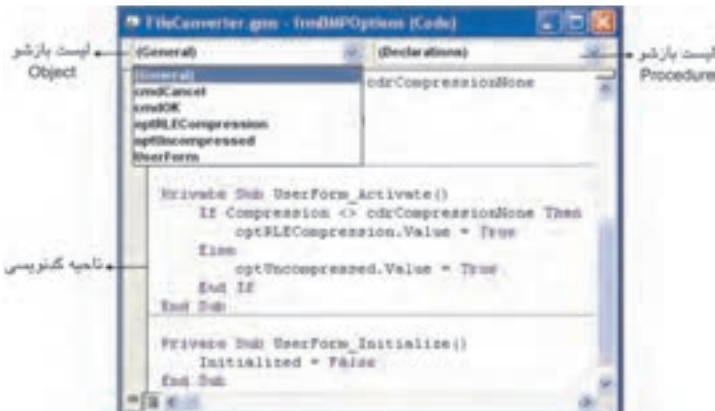 FileConverter.gms - frmBMPOptions (Code)
(General)
(Declarations)
لیست بازشو
Object
لیست بازشو
Procedure
(General)
cmdCancel
cmdOK
optRLECompression
optUncompressed
UserForm
cdrCompressionNone
Private Sub UserForm_Activate()
If Compression <> cdrCompressionNone Then
optRLECompression.Value = True
Else
optUncompressed.Value = True
End If
End Sub
ناحیه کدنویسی
Private Sub UserForm_Initialize()
Initialized = False
End Sub